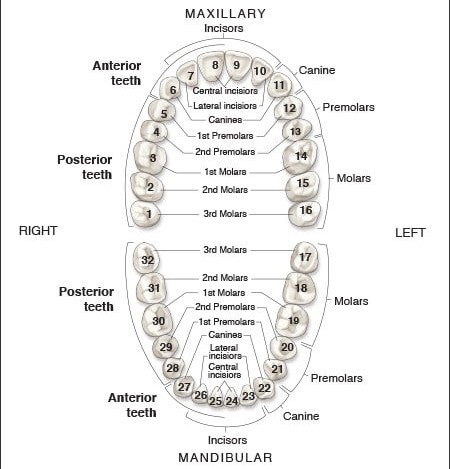 MAXILLARY
Incisors
Anterior
teeth
7 8 9 10
Canine
Central incisors
6 11
Lateral incisors
Canines
5 12
Premolars
1st Premolars
4 13
2nd Premolars
Posterior
teeth
3 14
1st Molars
Molars
2 15
2nd Molars
1 16
3rd Molars
RIGHT
LEFT
32 17
3rd Molars
2nd Molars
31 18
Posterior
teeth
1st Molars
Molars
2nd Premolars
30 19
1st Premolars
Canines
29 20
Lateral
incisors
Central
incisors
28 21
Premolars
27 22
26 25 24 23
Anterior
teeth
Canine
Incisors
MANDIBULAR